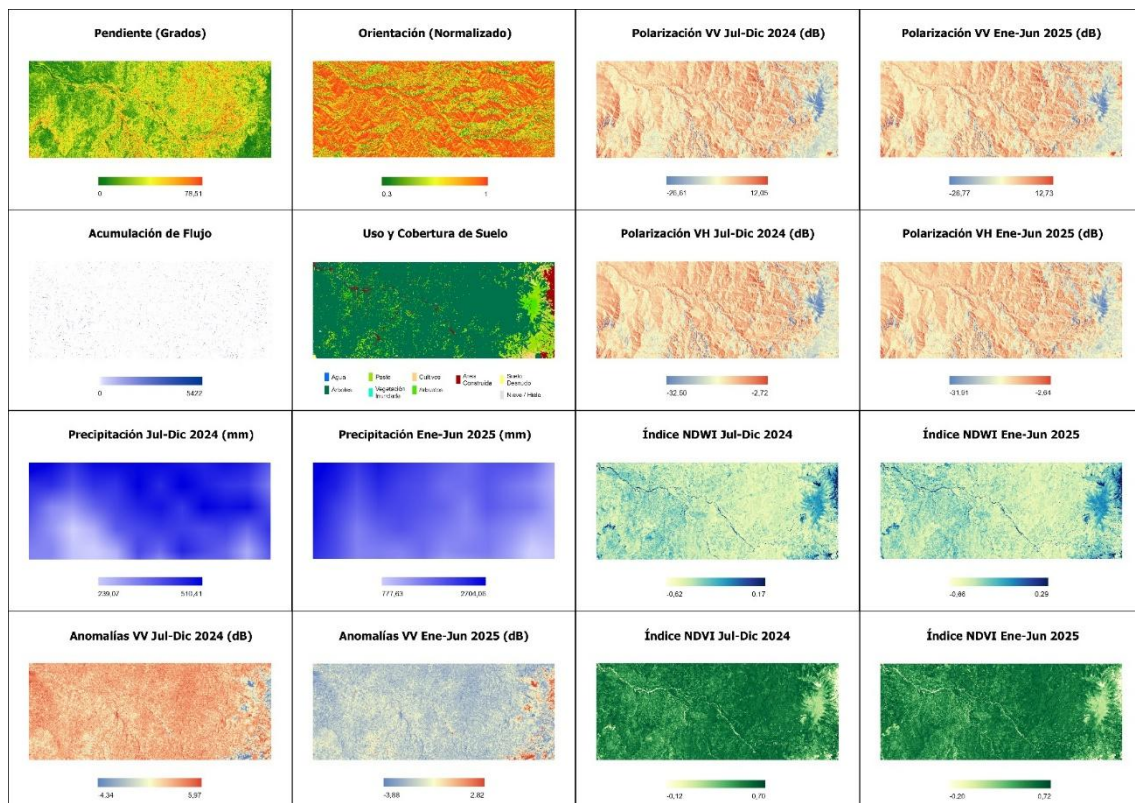 Pendiente (Grados)
0
78,51
Orientación (Normalizado)
0.3
1
Polarización VV Jul-Dic 2024 (dB)
-26,61
12,05
Polarización VV Ene-Jun 2025 (dB)
-26,77
12,73
Acumulación de Flujo
0
5422
Uso y Cobertura de Suelo
Agua
Pasto
Cultivos
Área Construida
Suelo Desnudo
Árboles
Vegetación Inundada
Arbustos
Nieve / Hielo
Polarización VH Jul-Dic 2024 (dB)
-32,50
-2,72
Polarización VH Ene-Jun 2025 (dB)
-31,91
-2,64
Precipitación Jul-Dic 2024 (mm)
239,07
510,41
Precipitación Ene-Jun 2025 (mm)
777,63
2704,06
Índice NDWI Jul-Dic 2024
-0,62
0,17
Índice NDWI Ene-Jun 2025
-0,66
0,29
Anomalías VV Jul-Dic 2024 (dB)
-4,34
5,97
Anomalías VV Ene-Jun 2025 (dB)
-3,88
2,82
Índice NDVI Jul-Dic 2024
-0,12
0,70
Índice NDVI Ene-Jun 2025
-0,26
0,72